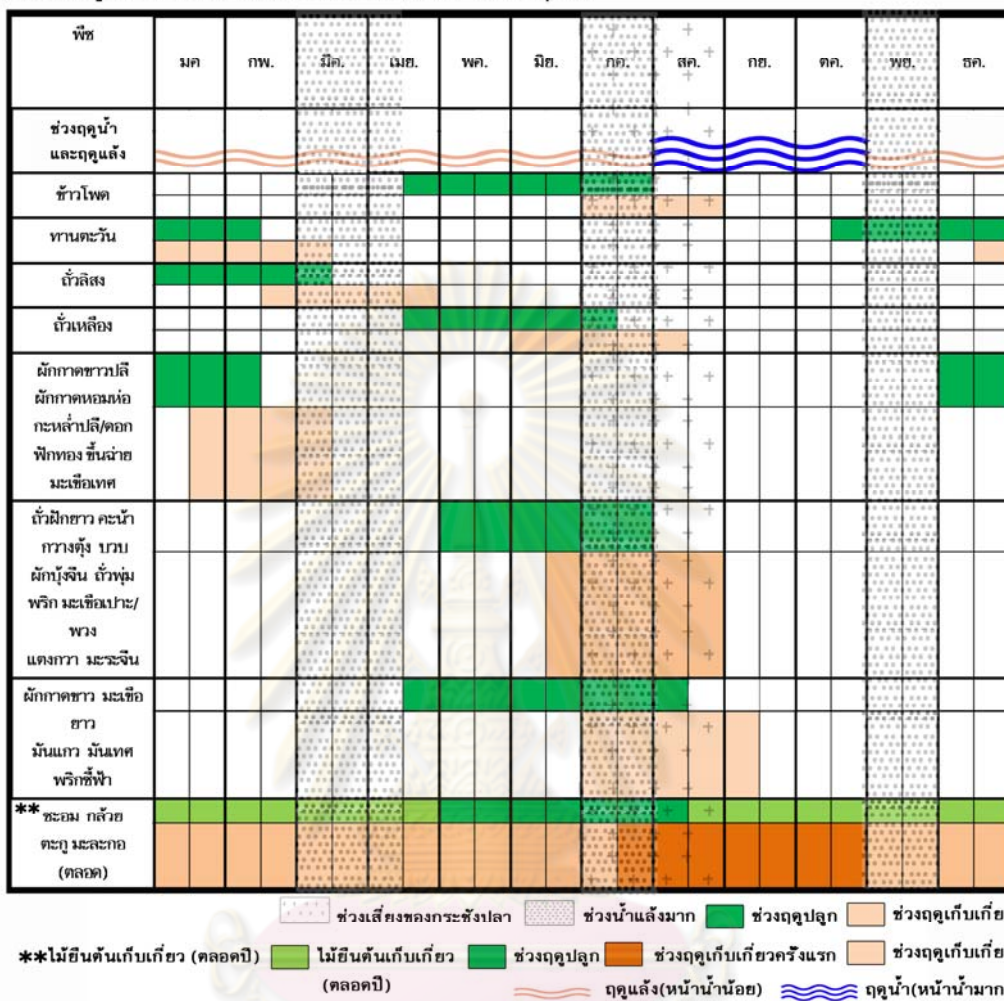 พืช
มค กพ. มีค. เมย. พค. มิย. กค. สค. กย. ตค. พย. ธค.
ช่วงฤดูน้ำ
และฤดูแล้ง
ข้าวโพด
ทานตะวัน
ถั่วลิสง
ถั่วเหลือง
ผักกาดขาวปลี
ผักกาดหอมห่อ
กะหล่ำปลี/ดอก
ฟักทอง ขึ้นฉ่าย
มะเขือเทศ
ถั่วฝักยาว คะน้า
กวางตุ้ง บวบ
ผักบุ้งจีน ถั่วพุ่ม
พริก มะเขือเปาะ/
พวง
แตงกวา มะระจีน
ผักกาดขาว มะเขือ
ยาว
มันแกว มันเทศ
พริกชี้ฟ้า
**ชะอม กล้วย
ตะกู มะละกอ
(ตลอด)
ช่วงเสี่ยงของกระชังปลา ช่วงน้ำแล้งมาก ช่วงฤดูปลูก ช่วงฤดูเก็บเกี่ย
**ไม้ยืนต้นเก็บเกี่ยว (ตลอดปี) ไม้ยืนต้นเก็บเกี่ยว ช่วงฤดูปลูก ช่วงฤดูเก็บเกี่ยวครั้งแรก ช่วงฤดูเก็บเกี่ย
(ตลอดปี) ฤดูแล้ง(หน้าน้ำน้อย) ฤดูน้ำ(หน้าน้ำมาก